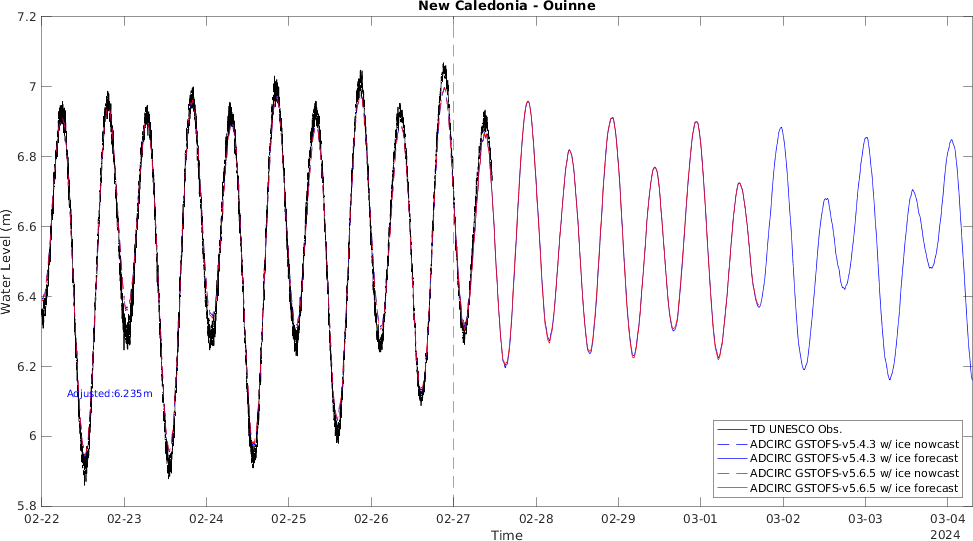 New Caledonia - Ouinne
7.2
7
6.8
6.6
6.4
6.2
6
5.8
Water Level (m)
Adjusted:6.235m
TD UNESCO Obs.
ADCIRC GSTOFS-v5.4.3 w/ ice nowcast
ADCIRC GSTOFS-v5.4.3 w/ ice forecast
ADCIRC GSTOFS-v5.6.5 w/ ice nowcast
ADCIRC GSTOFS-v5.6.5 w/ ice forecast
02-22 02-23 02-24 02-25 02-26 02-27 02-28 02-29 03-01 03-02 03-03 03-04
Time 2024